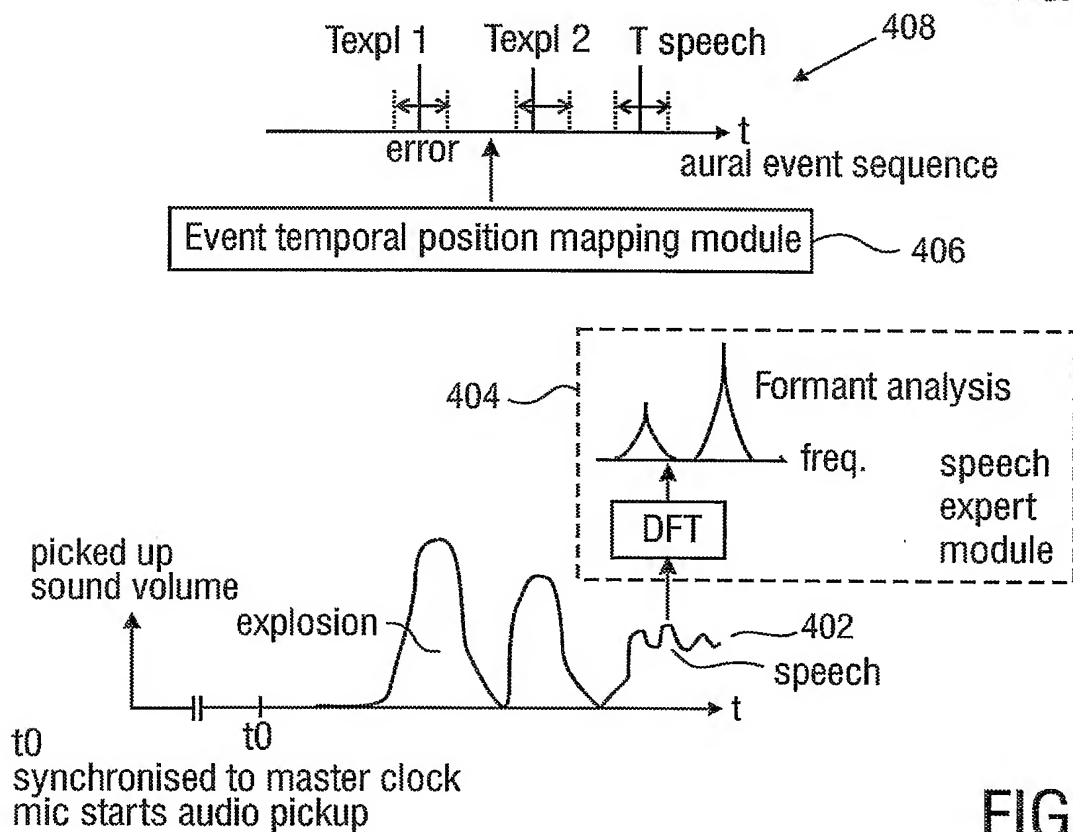 Texpl 1 Texpl 2 T speech
408
error
t
aural event sequence
Event temporal position mapping module
406
404
Formant analysis
freq.
speech
expert
module
DFT
picked up
sound volume
explosion
402
speech
t
t0
t0
synchronised to master clock
mic starts audio pickup
FIG